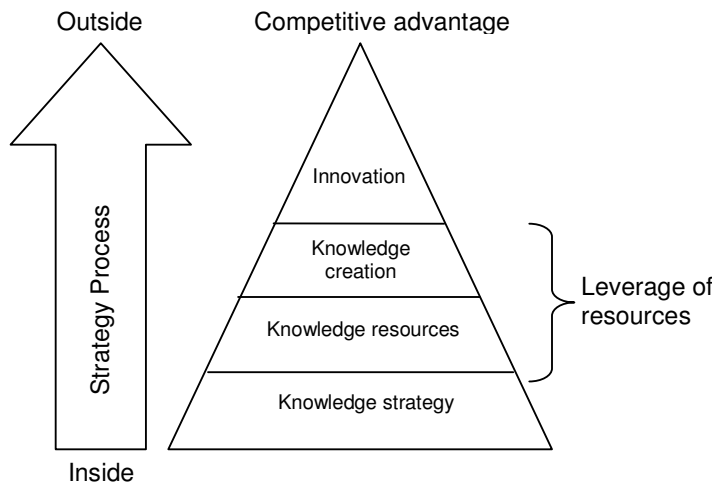 Outside
Competitive advantage
Innovation
Knowledge
creation
Knowledge resources
Knowledge strategy
Leverage of
resources
Strategy Process
Inside